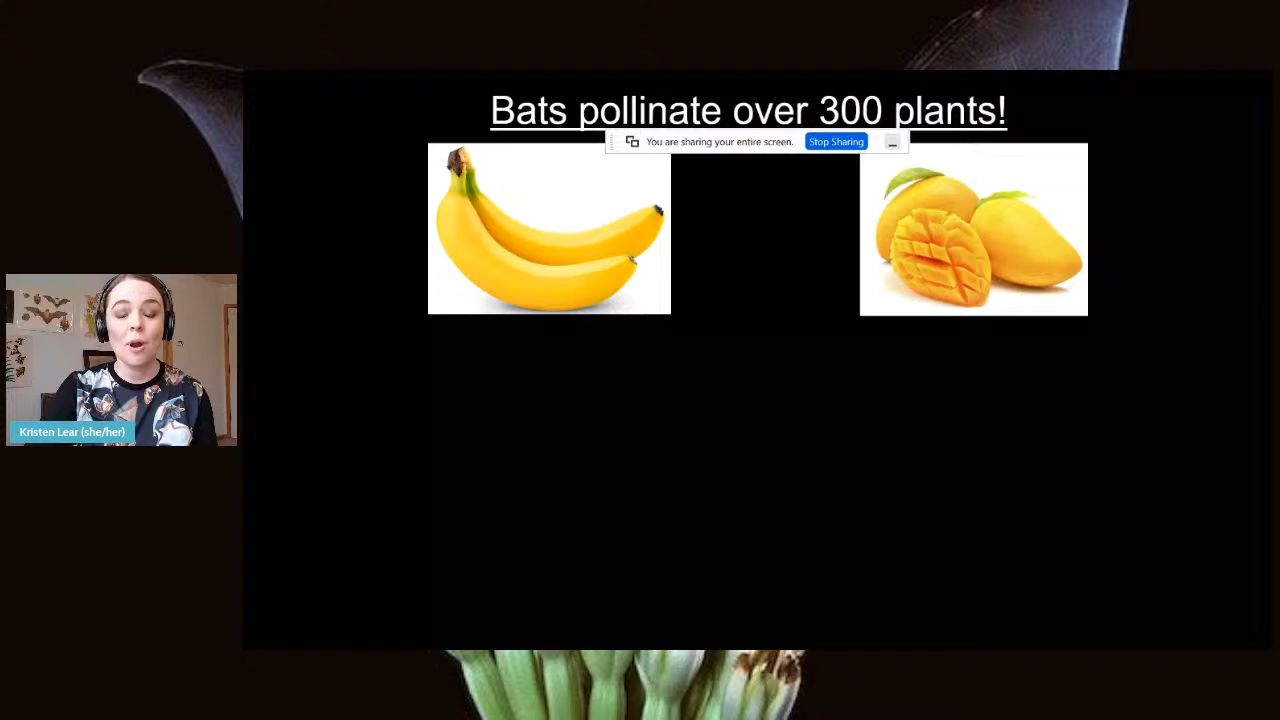 Bats pollinate over 300 plants!
You are sharing your entire screen.
Stop Sharing
Kristen Lear (she/her)